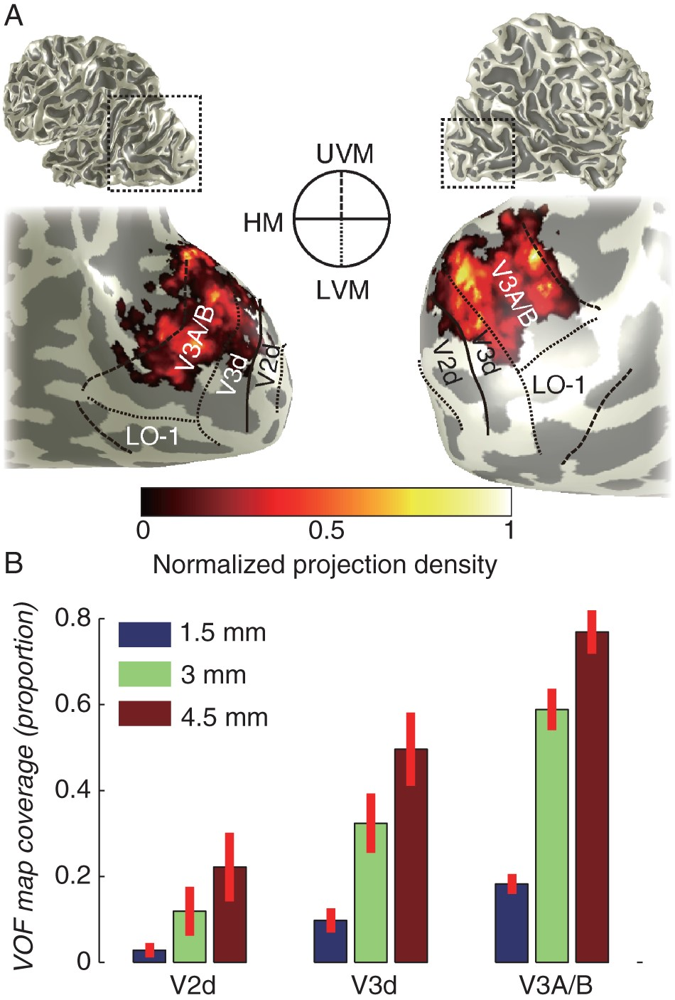 A
UVM
HM
LVM
V3A/B
V3d
V2d
LO-1
V3A/B
V2d
V3d
LO-1
0 0.5 1
Normalized projection density
B
VOF map coverage (proportion)
0.8
0.6
0.4
0.2
0
1.5 mm
3 mm
4.5 mm
V2d V3d V3A/B